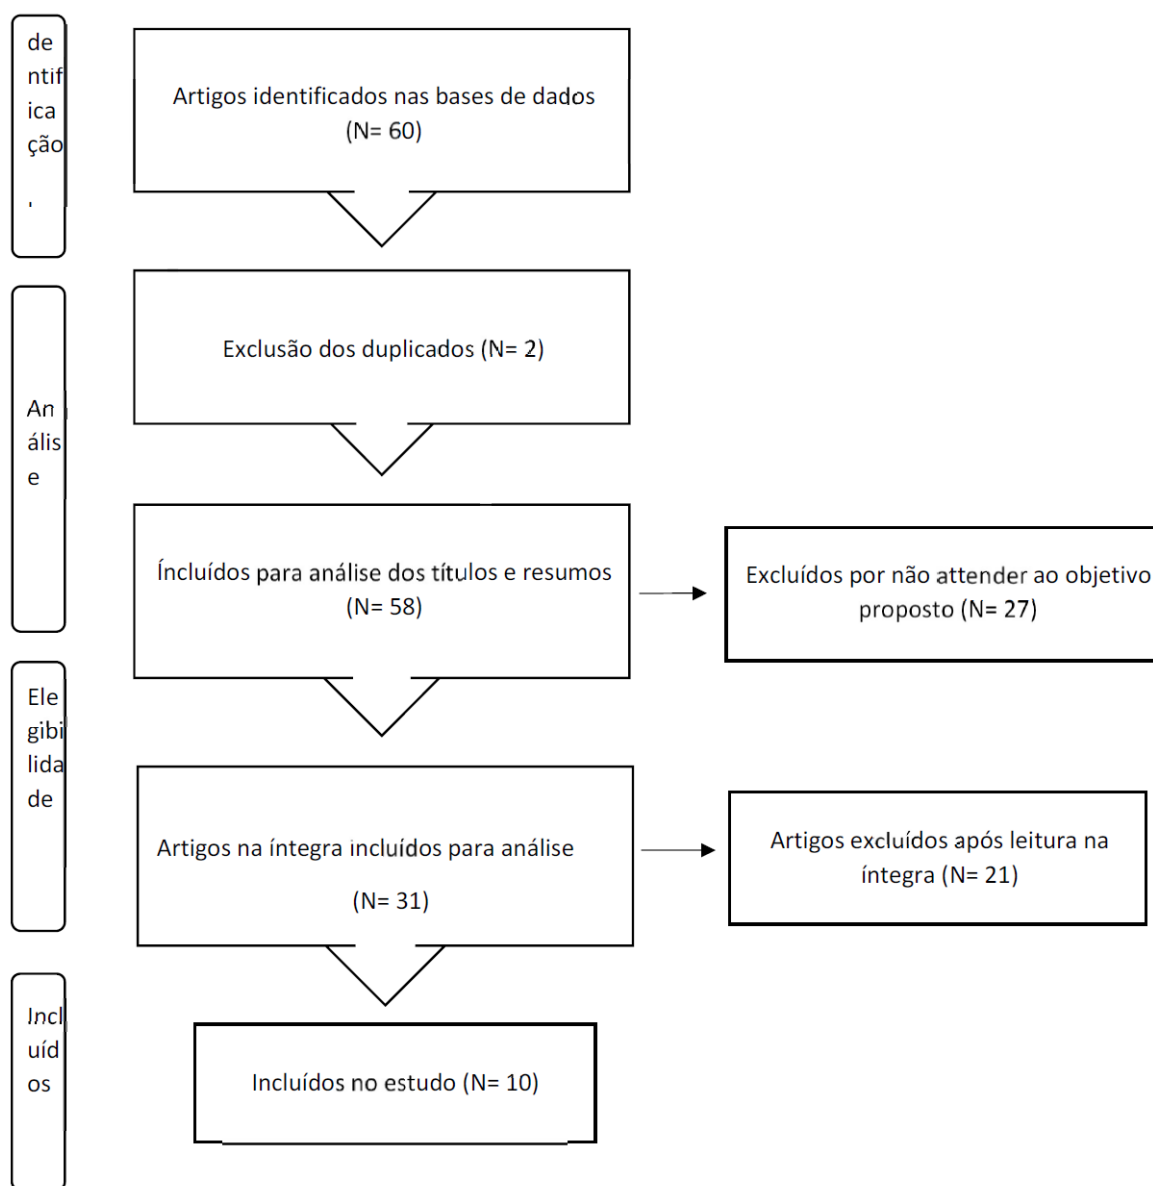 de
ntif
ica
ção
Artigos identificados nas bases de dados
(N= 60)
Exclusão dos duplicados (N= 2)
An
ális
e
Íncluídos para análise dos títulos e resumos
(N= 58)
Excluídos por não attender ao objetivo
proposto (N= 27)
Ele
gibi
lida
de
Artigos na íntegra incluídos para análise
(N= 31)
Artigos excluídos após leitura na
íntegra (N= 21)
Incl
uíd
os
Incluídos no estudo (N= 10)